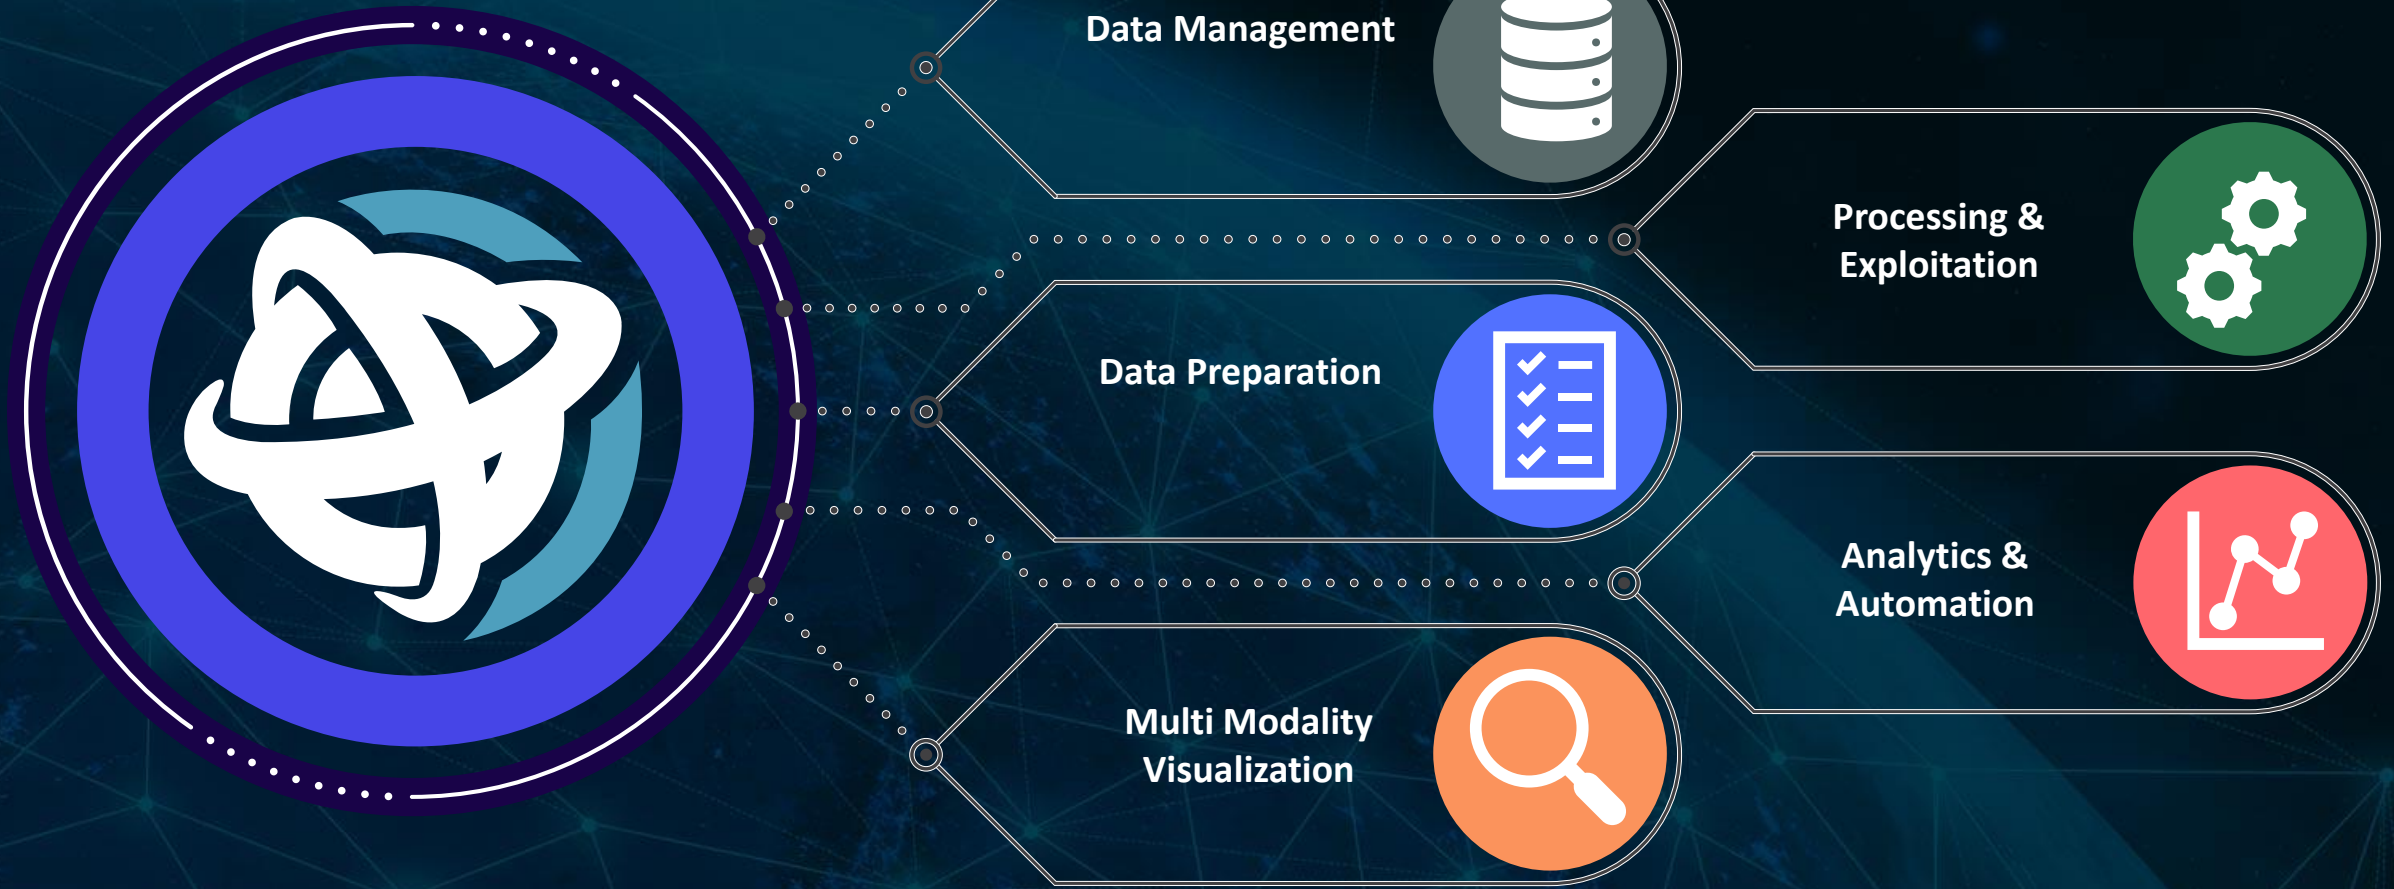 Data Management
Processing &
Exploitation
Data Preparation
Analytics &
Automation
Multi Modality
Visualization